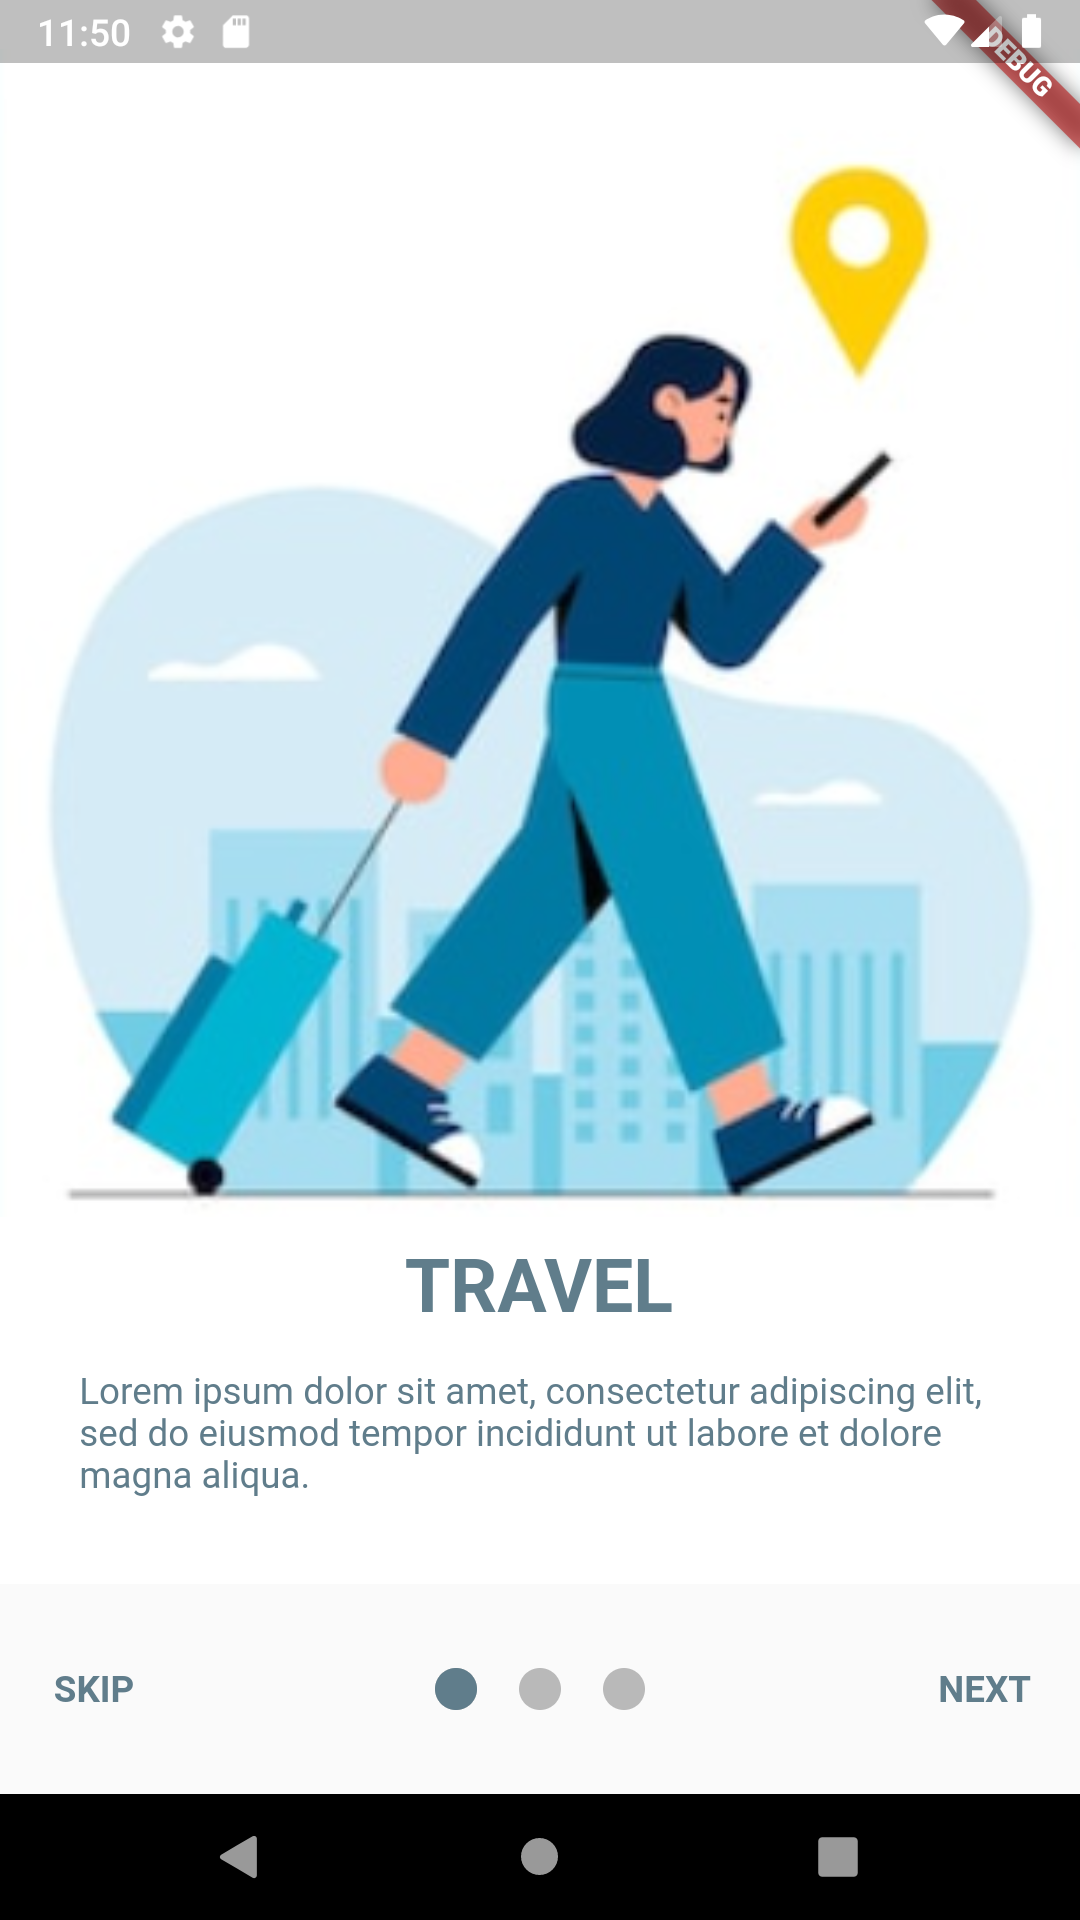 11:50
DEBUG
TRAVEL
Lorem ipsum dolor sit amet, consectetur adipiscing elit,
sed do eiusmod tempor incididunt ut labore et dolore
magna aliqua.
SKIP
NEXT